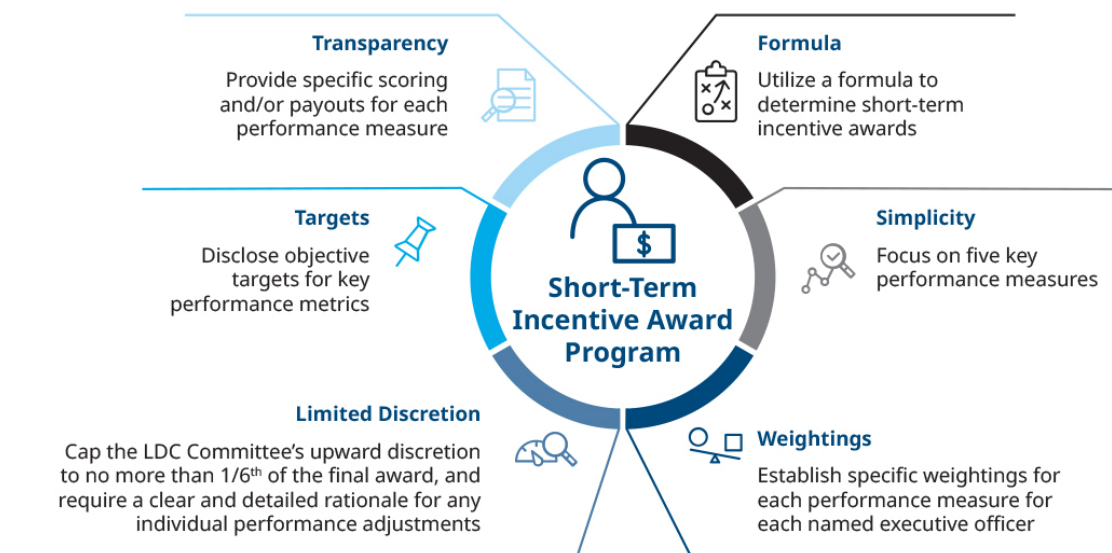 Transparency
Provide specific scoring
and/or payouts for each
performance measure
Formula
Utilize a formula to
determine short-term
incentive awards
Targets
Disclose objective
targets for key
performance metrics
$
Short-Term
Incentive Award
Program
Simplicity
Focus on five key
performance measures
Limited Discretion
Cap the LDC Committee’s upward discretion
to no more than 1/6th of the final award, and
require a clear and detailed rationale for any
individual performance adjustments
Weightings
Establish specific weightings for
each performance measure for
each named executive officer